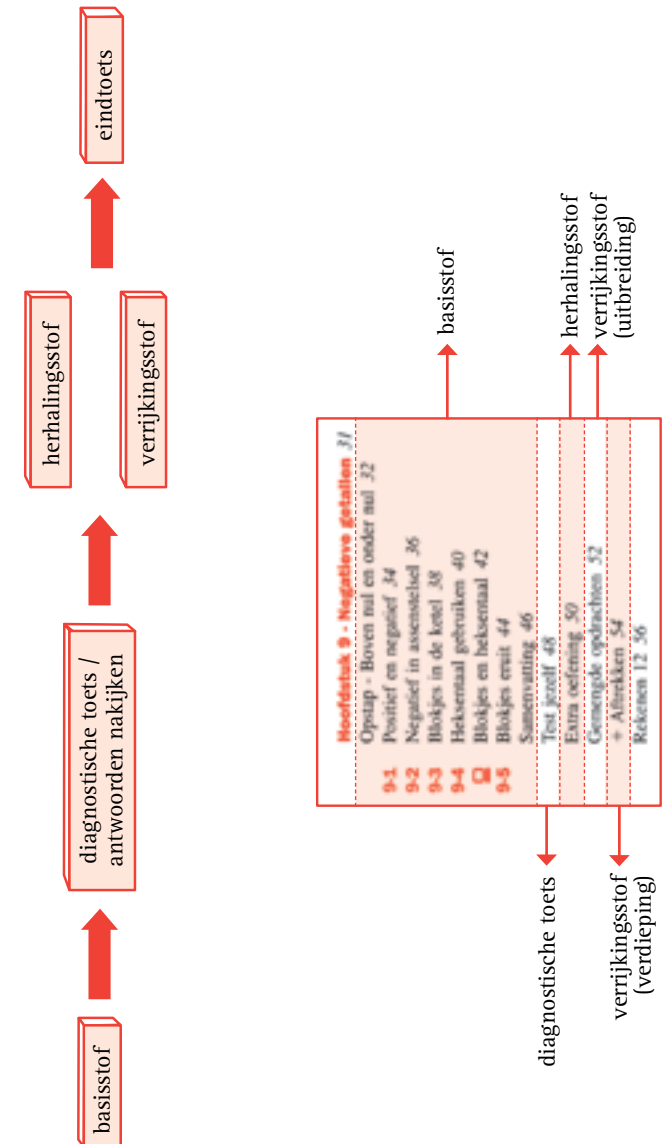 basisstof
diagnostische toets /
antwoorden nakijken
herhalingsstof
verrijkingsstof
eindtoets
Hoofdstuk 9 - Negatieve getallen 31
Opstap - Boven nul en onder nul 32
9-1 Positief en negatief 34
9-2 Negatief in assenstelsel 36
9-3 Blokjes in de ketel 38
9-4 Heksentaal gebruiken 40
Blokjes en heksentaal 42
9-5 Blokjes eruit 44
Samenvatting 46
Test jezelf 48
Extra oefening 50
Gemengde opdrachten 52
+ Aftrekken 54
Rekenen 12 56
diagnostische toets
verrijkingsstof
(verdieping)
basisstof
herhalingsstof
verrijkingsstof
(uitbreiding)